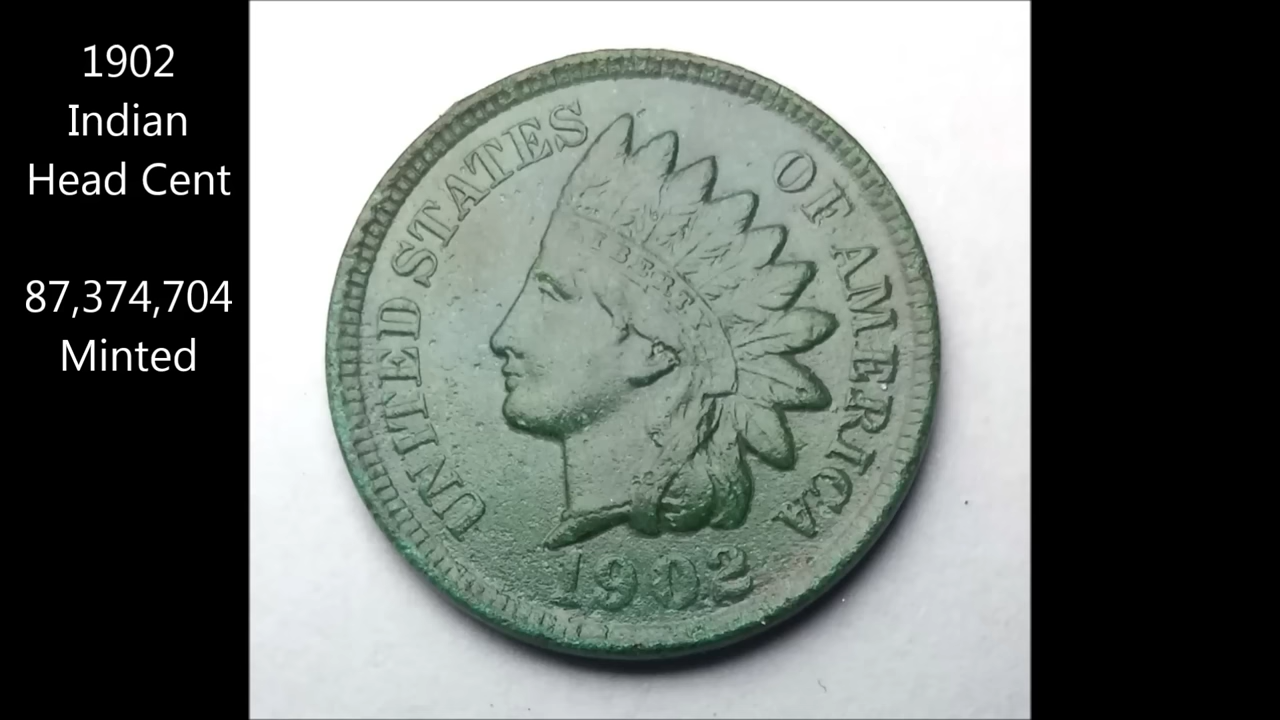 1902
Indian
Head Cent
87,374,704
Minted
UNITED STATES OF AMERICA
LIBERTY
1902